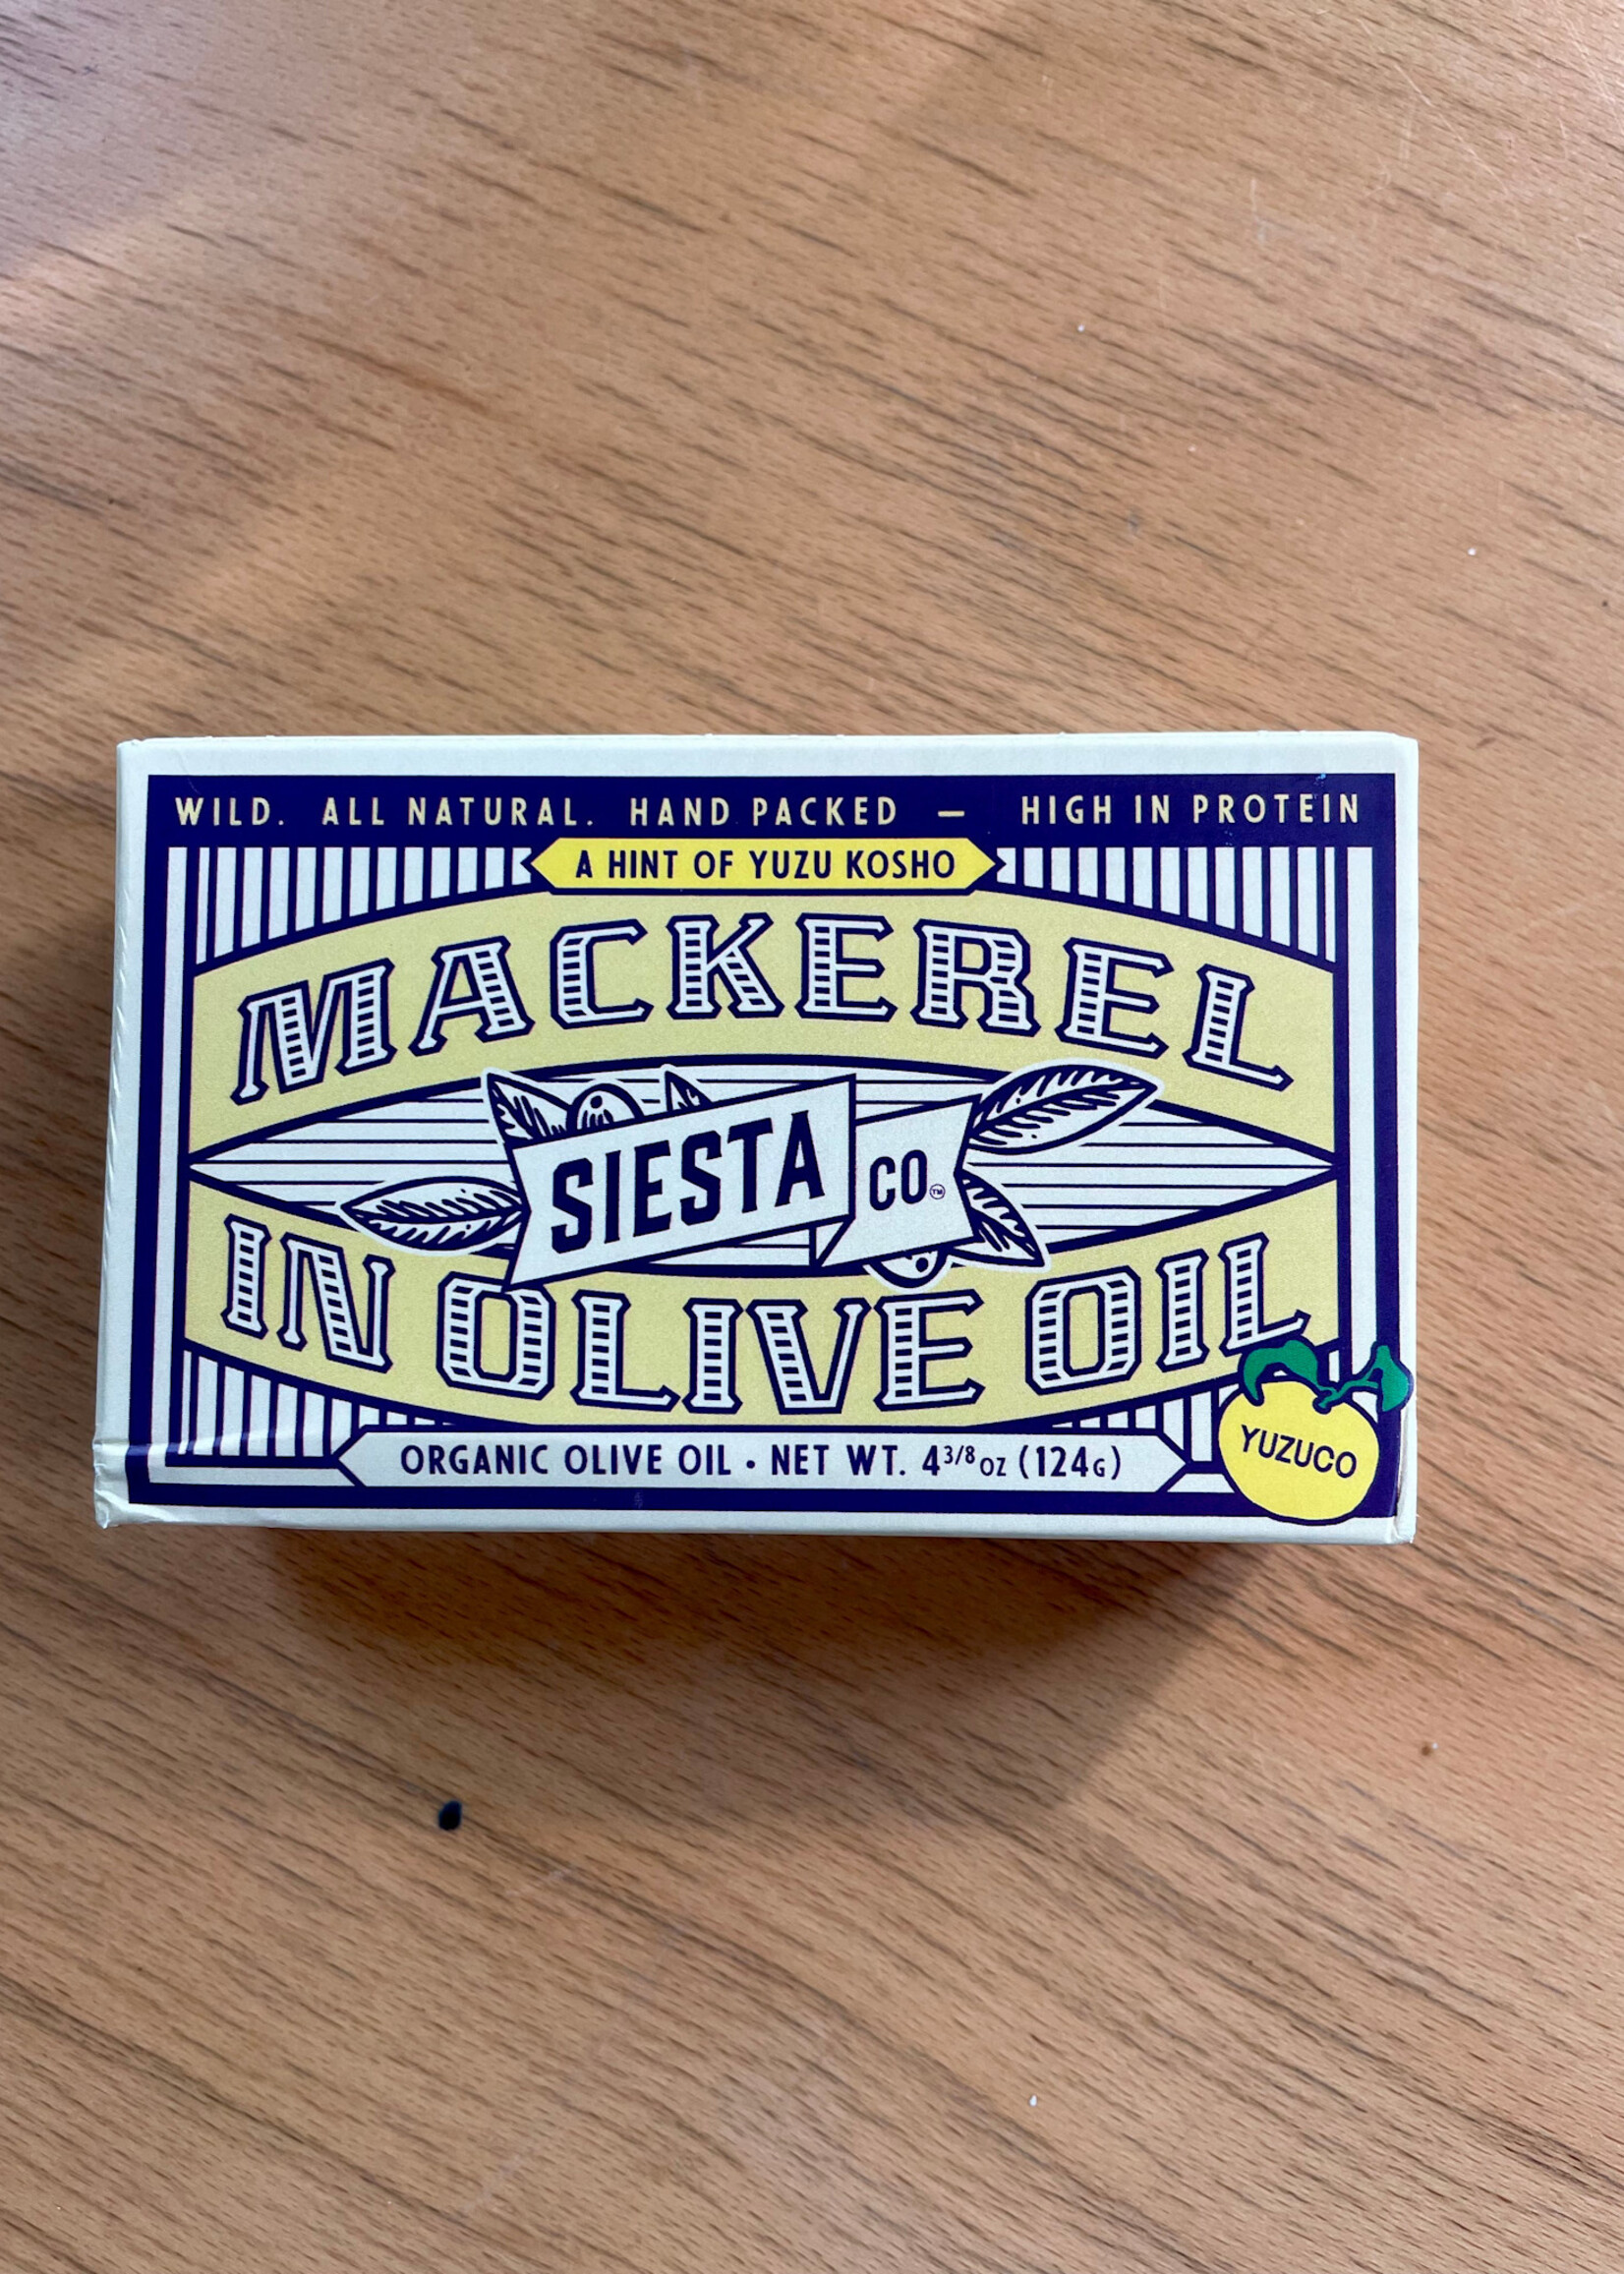 WILD. ALL NATURAL. HAND PACKED — HIGH IN PROTEIN
A HINT OF YUZU KOSHO
MACKEREL
SIESTA CO.™
IN OLIVE OIL
ORGANIC OLIVE OIL • NET WT. 4 3/8 OZ (124G)
YUZUCO